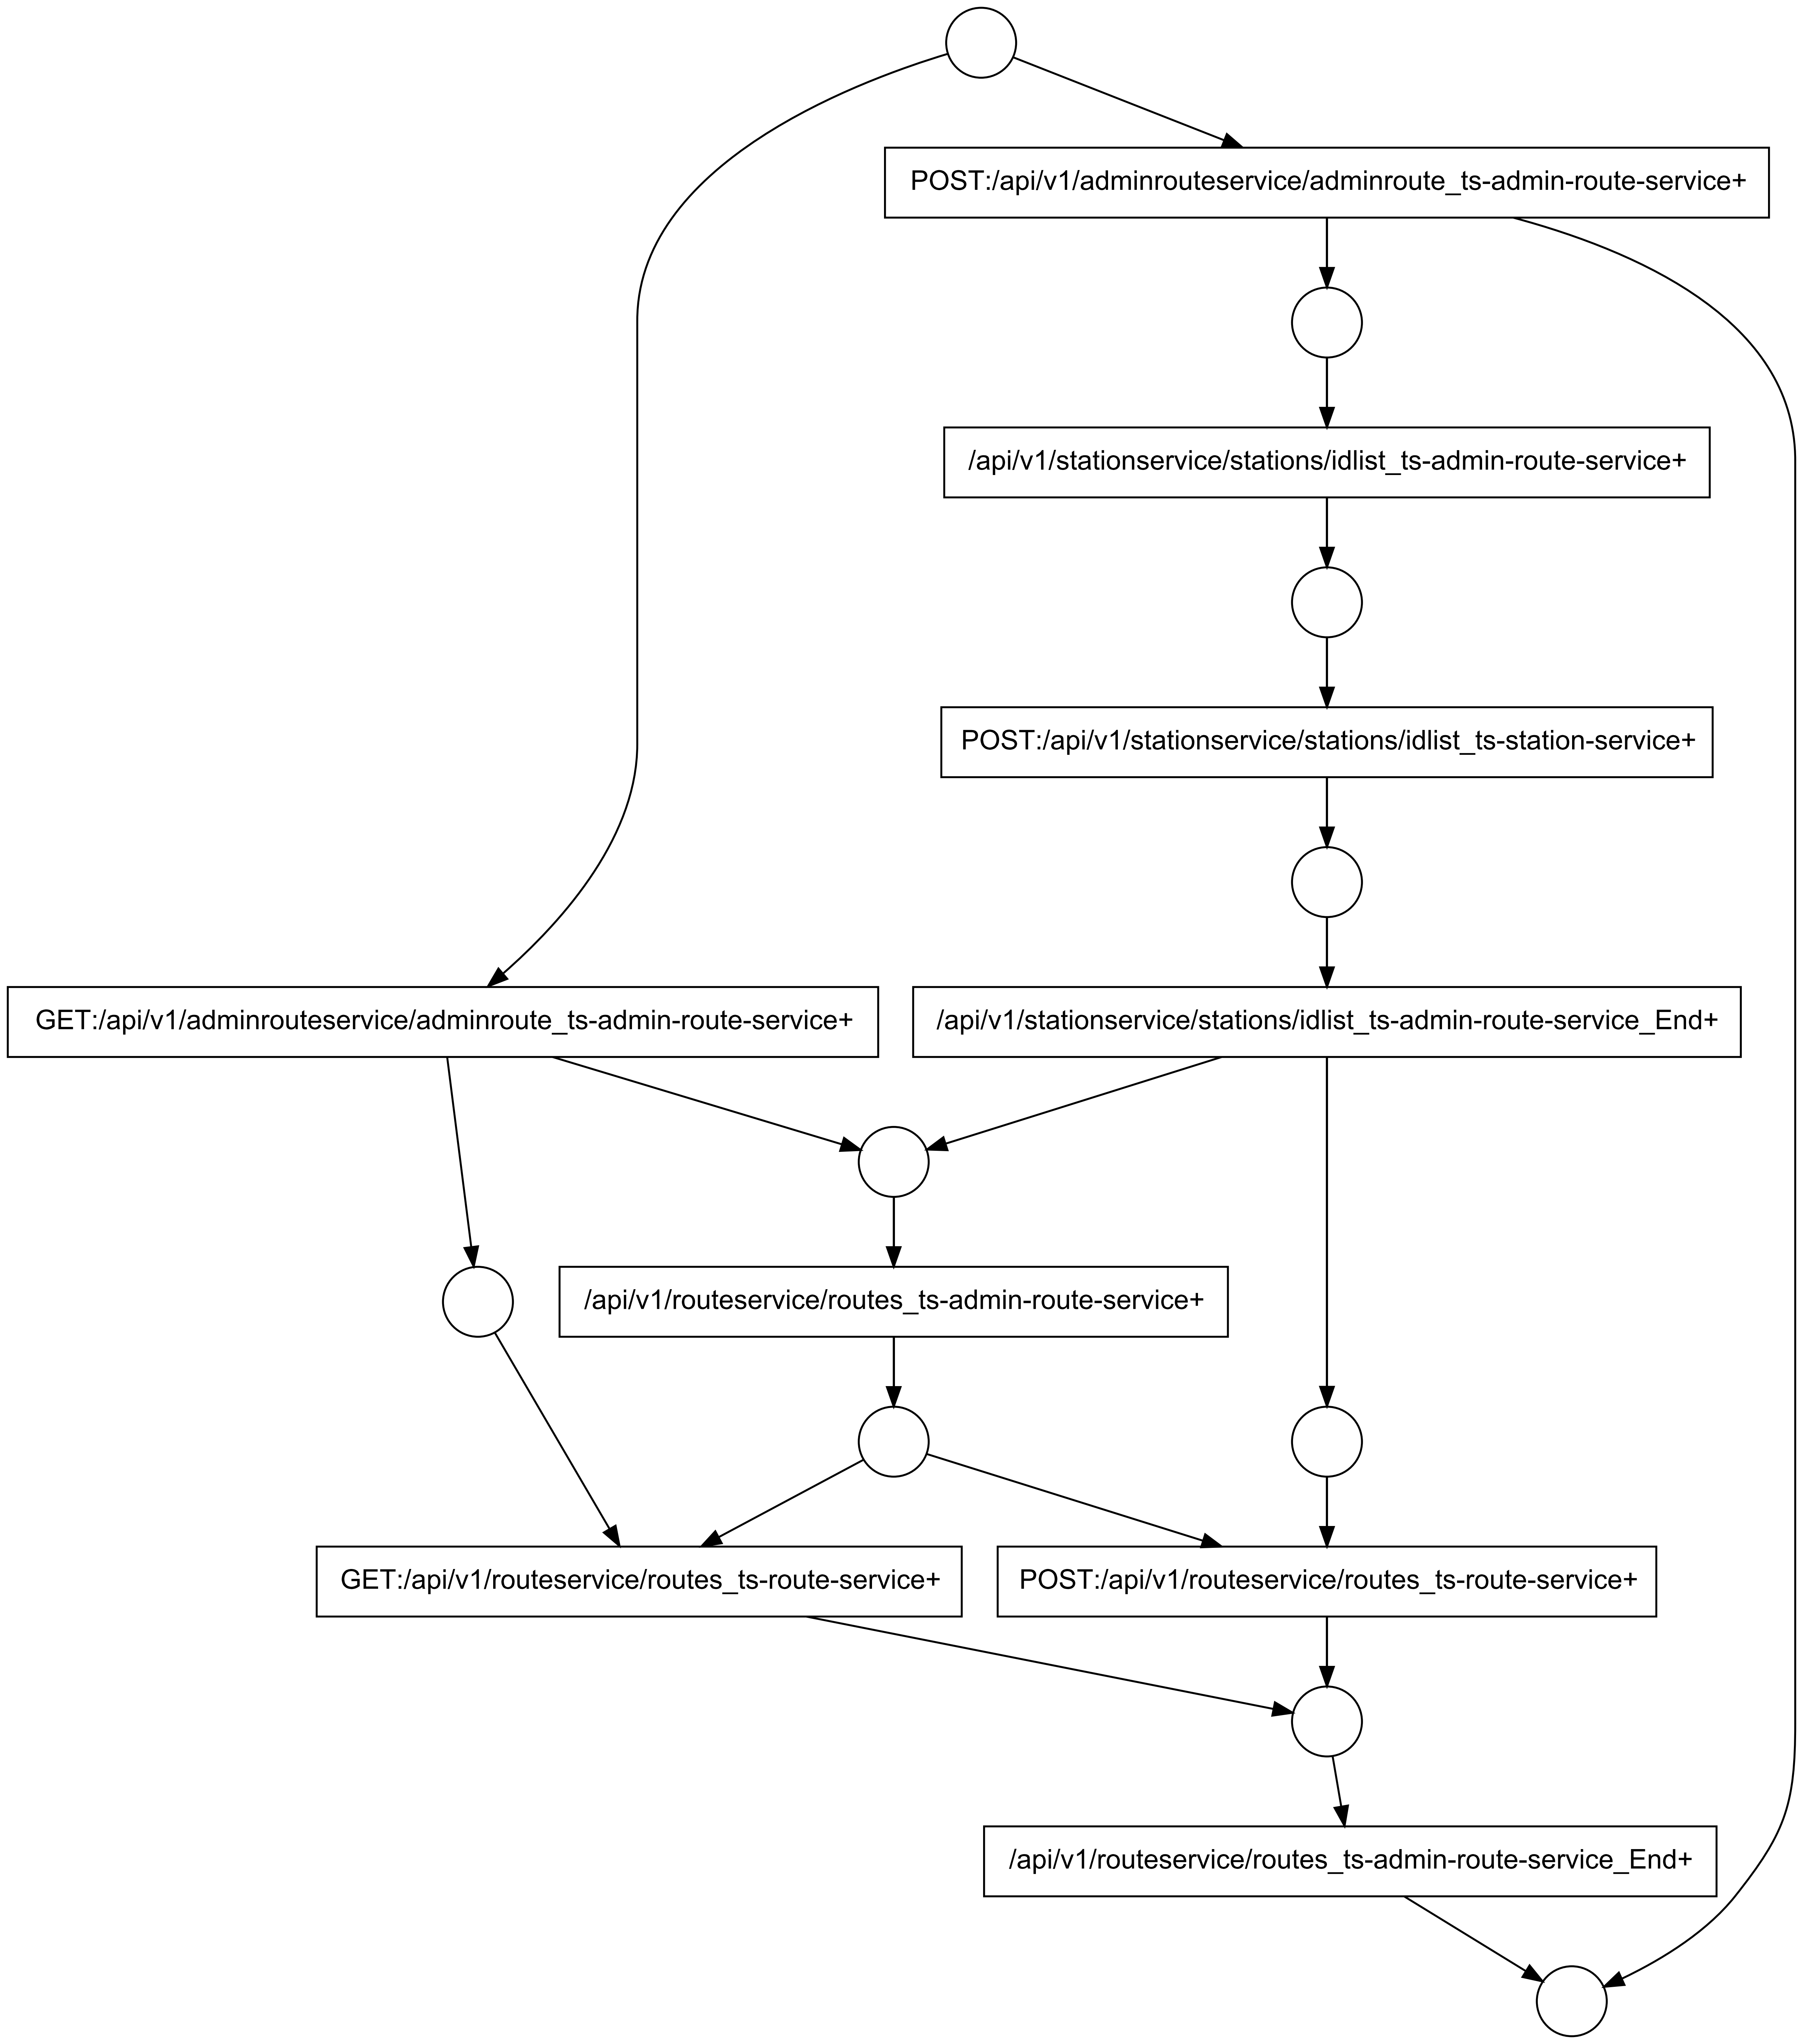 POST:/api/v1/adminrouteservice/adminroute_ts-admin-route-service+
/api/v1/stationservice/stations/idlist_ts-admin-route-service+
POST:/api/v1/stationservice/stations/idlist_ts-station-service+
GET:/api/v1/adminrouteservice/adminroute_ts-admin-route-service+
/api/v1/stationservice/stations/idlist_ts-admin-route-service_End+
/api/v1/routeservice/routes_ts-admin-route-service+
GET:/api/v1/routeservice/routes_ts-route-service+
POST:/api/v1/routeservice/routes_ts-route-service+
/api/v1/routeservice/routes_ts-admin-route-service_End+